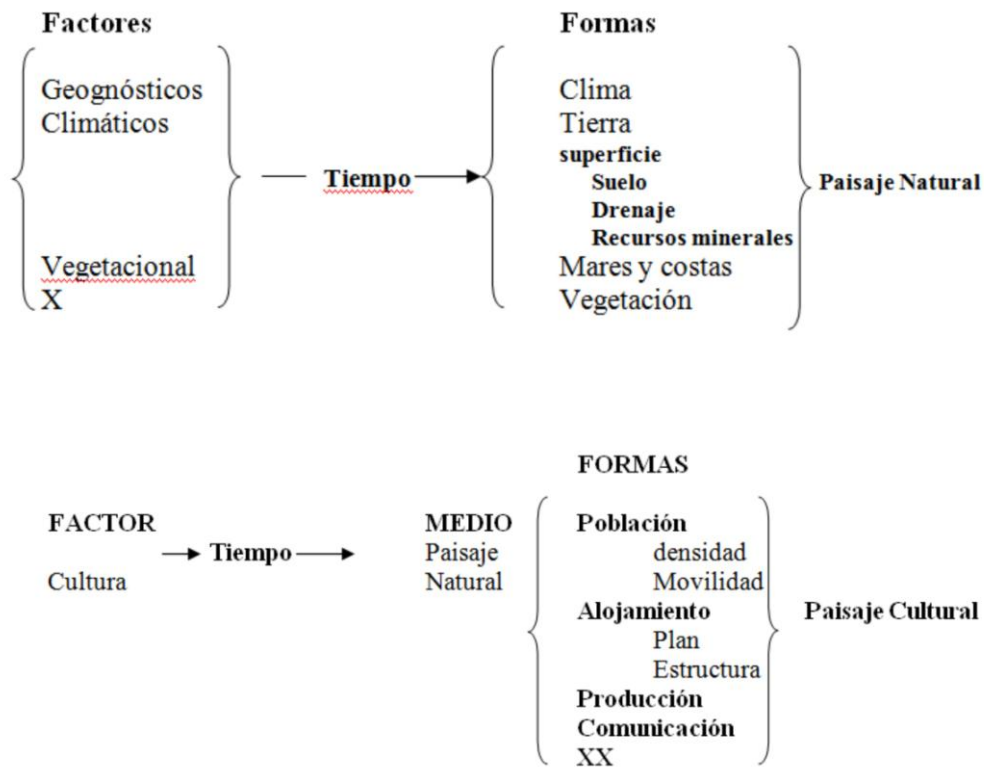 Factores
Formas
Geognósticos
Climáticos
Vegetacional
X
Tiempo
Clima
Tierra
superficie
Suelo
Drenaje
Recursos minerales
Mares y costas
Vegetación
Paisaje Natural
FACTOR
Cultura
Tiempo
MEDIO
Paisaje
Natural
FORMAS
Población
densidad
Movilidad
Alojamiento
Plan
Estructura
Producción
Comunicación
XX
Paisaje Cultural